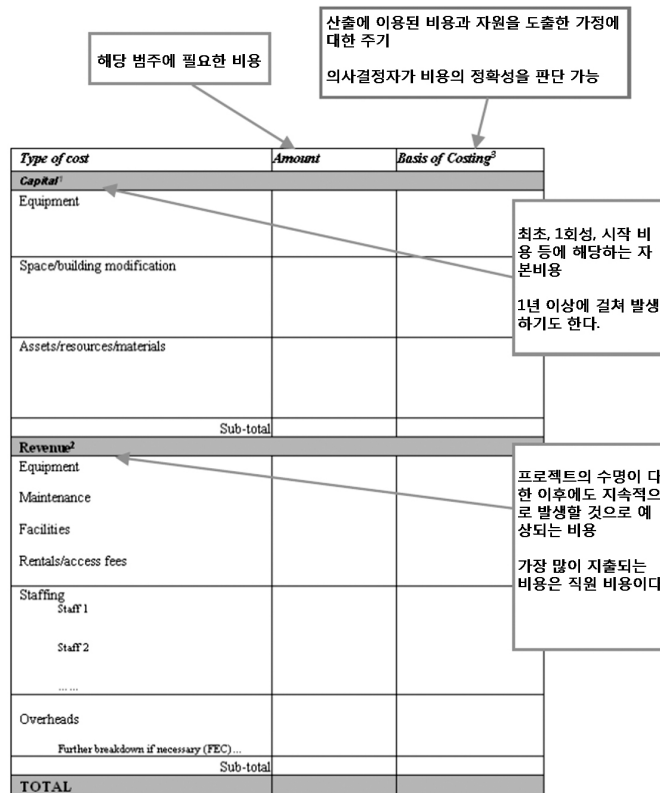 해당 범주에 필요한 비용
산출에 이용된 비용과 자원을 도출한 가정에
대한 주기
의사결정자가 비용의 정확성을 판단 가능
Type of cost Amount Basis of Costing³
Capital¹
Equipment
Space/building modification
Assets/resources/materials
Sub-total
최초, 1회성, 시작 비
용 등에 해당하는 자
본비용
1년 이상에 걸쳐 발생
하기도 한다.
Revenue²
Equipment
Maintenance
Facilities
Rentals/access fees
Staffing
Staff 1
Staff 2
......
Overheads
Further breakdown if necessary (FEC)...
Sub-total
TOTAL
프로젝트의 수명이 다
한 이후에도 지속적으
로 발생할 것으로 예
상되는 비용
가장 많이 지출되는
비용은 직원 비용이다